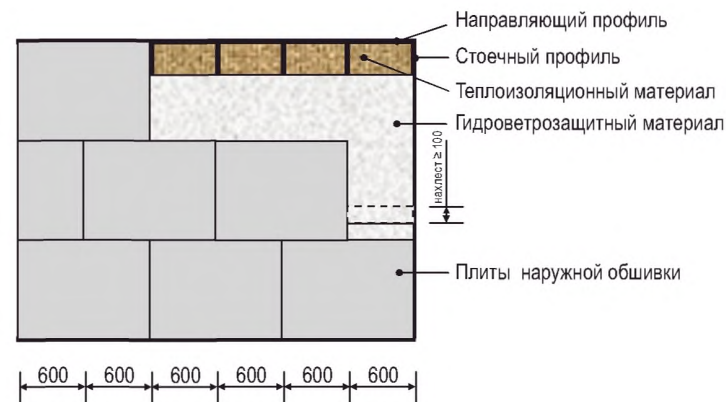 Направляющий профиль
Стоечный профиль
Теплоизоляционный материал
Гидроветрозащитный материал
нахлест ≥ 100
Плиты наружной обшивки
600 600 600 600 600 600